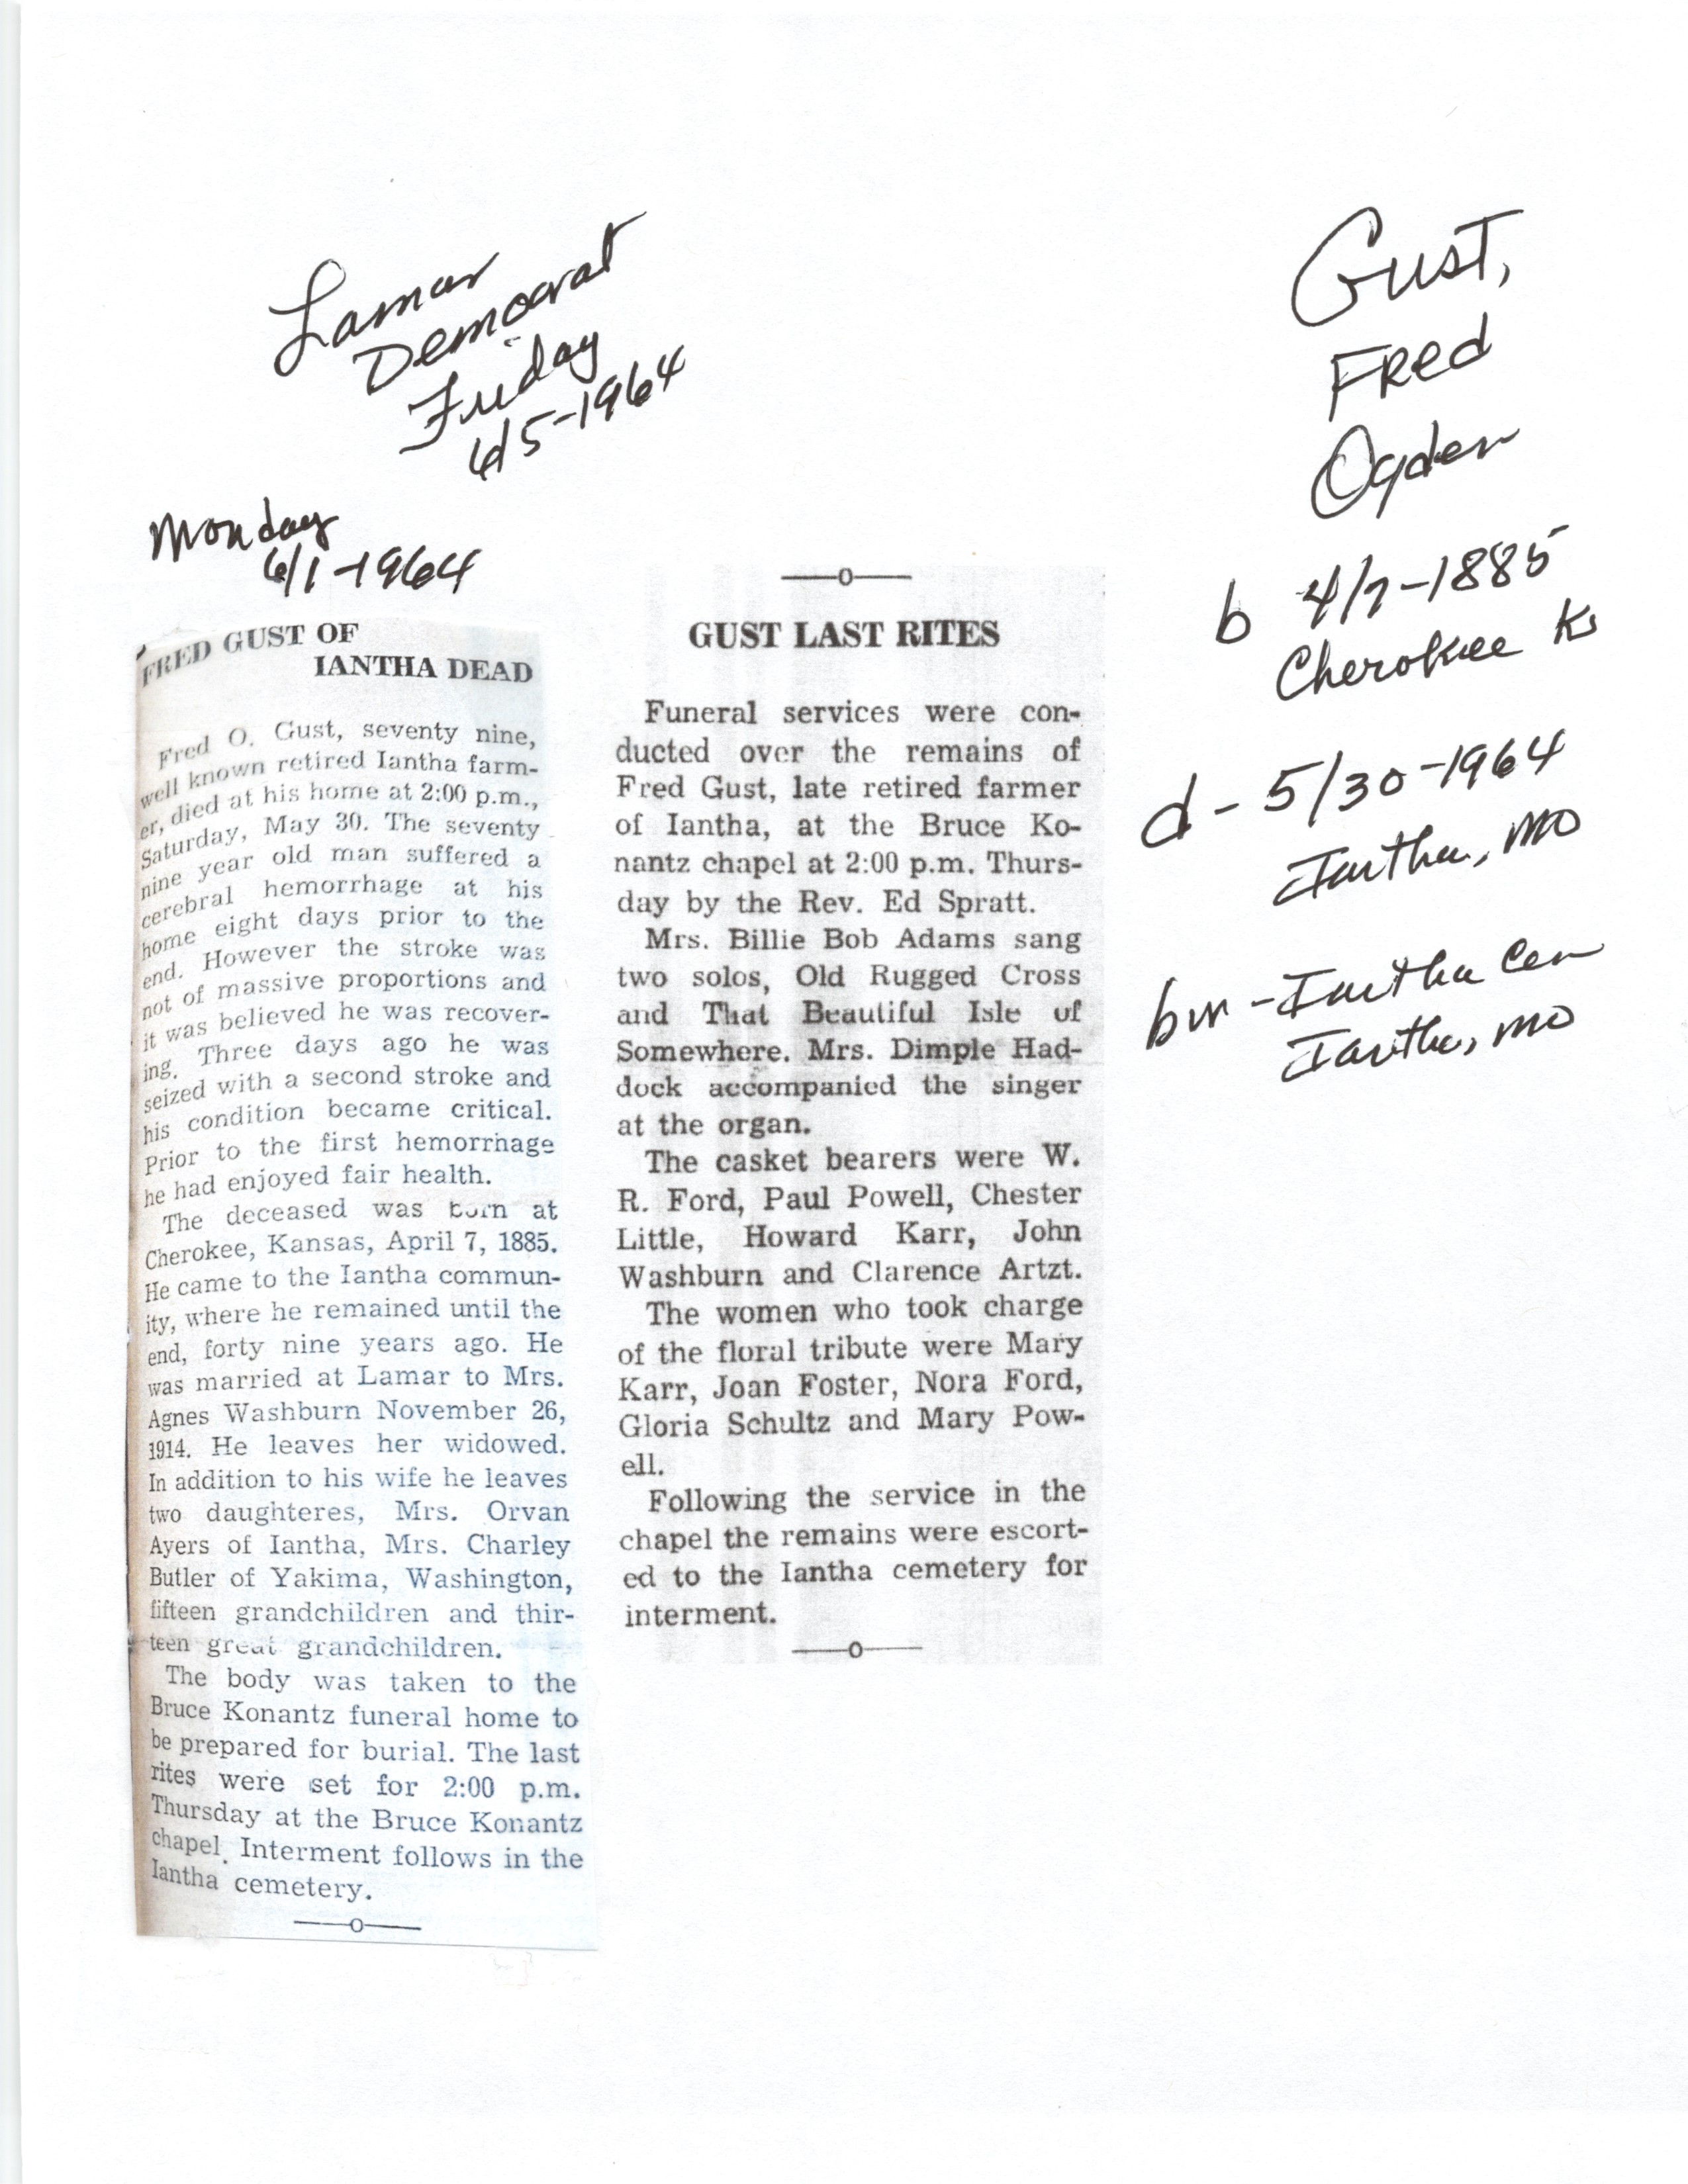 Lamar
Democrat
Friday
6/5-1964
Monday
6/1-1964
FRED GUST OF
IANTHA DEAD
Fred O. Gust, seventy nine,
well known retired Iantha farm-
er, died at his home at 2:00 p.m.,
Saturday, May 30. The seventy
nine year old man suffered a
cerebral hemorrhage at his
home eight days prior to the
end. However the stroke was
not of massive proportions and
it was believed he was recover-
ing. Three days ago he was
seized with a second stroke and
his condition became critical.
Prior to the first hemorrhage
he had enjoyed fair health.
The deceased was born at
Cherokee, Kansas, April 7, 1885.
He came to the Iantha commun-
ity, where he remained until the
end, forty nine years ago. He
was married at Lamar to Mrs.
Agnes Washburn November 26,
1914. He leaves her widowed.
In addition to his wife he leaves
two daughteres, Mrs. Orvan
Ayers of Iantha, Mrs. Charley
Butler of Yakima, Washington,
fifteen grandchildren and thir-
teen great grandchildren.
The body was taken to the
Bruce Konantz funeral home to
be prepared for burial. The last
rites were set for 2:00 p.m.
Thursday at the Bruce Konantz
chapel. Interment follows in the
Iantha cemetery.
—o—
—o—
GUST LAST RITES
Funeral services were con-
ducted over the remains of
Fred Gust, late retired farmer
of Iantha, at the Bruce Ko-
nantz chapel at 2:00 p.m. Thurs-
day by the Rev. Ed Spratt.
Mrs. Billie Bob Adams sang
two solos, Old Rugged Cross
and That Beautiful Isle of
Somewhere. Mrs. Dimple Had-
dock accompanied the singer
at the organ.
The casket bearers were W.
R. Ford, Paul Powell, Chester
Little, Howard Karr, John
Washburn and Clarence Artzt.
The women who took charge
of the floral tribute were Mary
Karr, Joan Foster, Nora Ford,
Gloria Schultz and Mary Pow-
ell.
Following the service in the
chapel the remains were escort-
ed to the Iantha cemetery for
interment.
—o—
Gust,
Fred
Ogden
b 4/7-1885
Cherokee Ks
d - 5/30-1964
Iantha, MO
bur - Iantha Cem
Iantha, MO